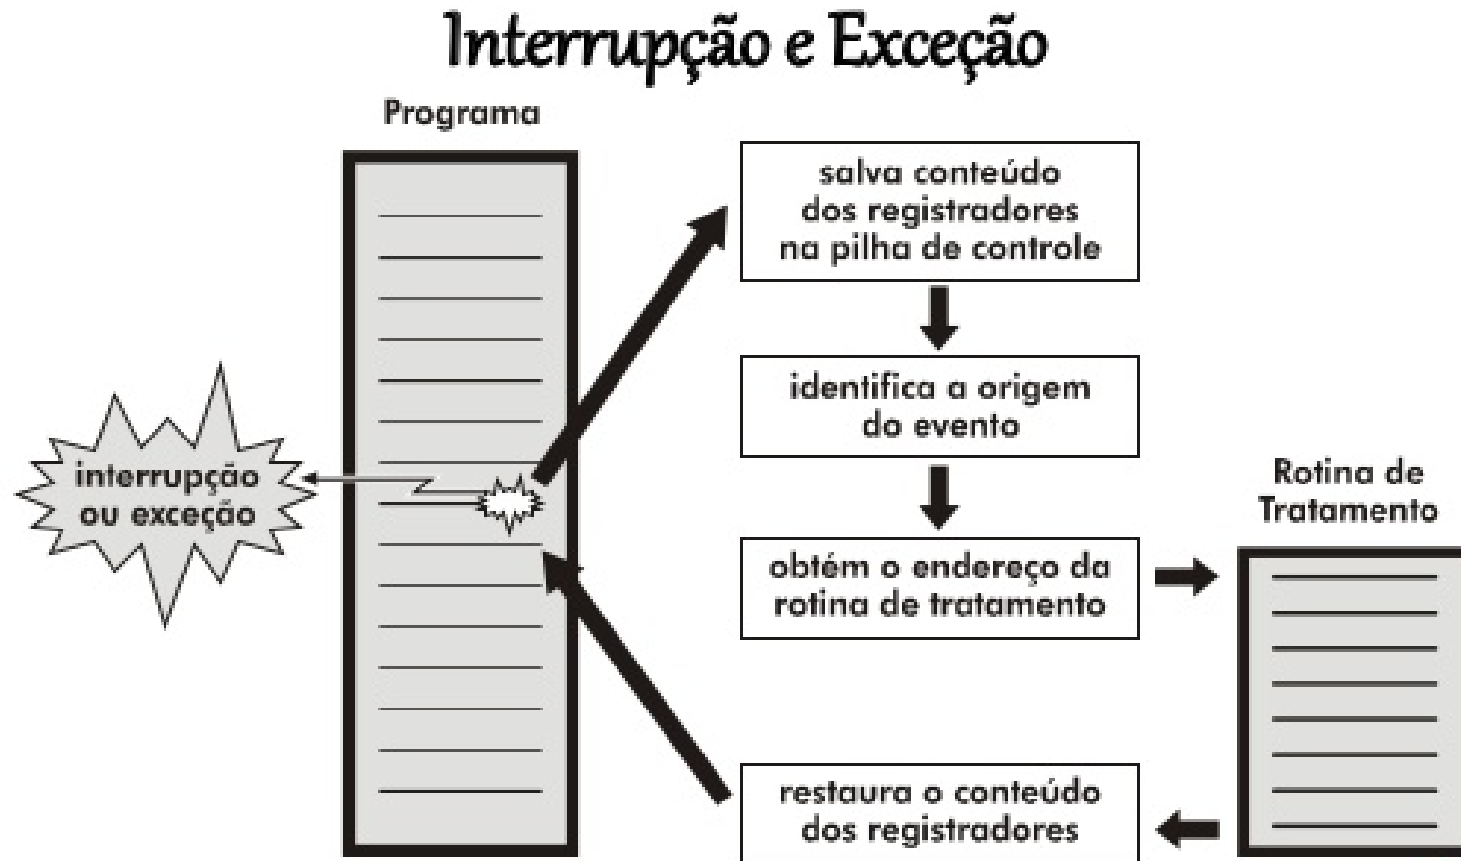 Interrupção e Exceção
Programa
salva conteúdo
dos registradores
na pilha de controle
identifica a origem
do evento
interrupção
ou exceção
Rotina de
Tratamento
obtém o endereço da
rotina de tratamento
restaura o conteúdo
dos registradores